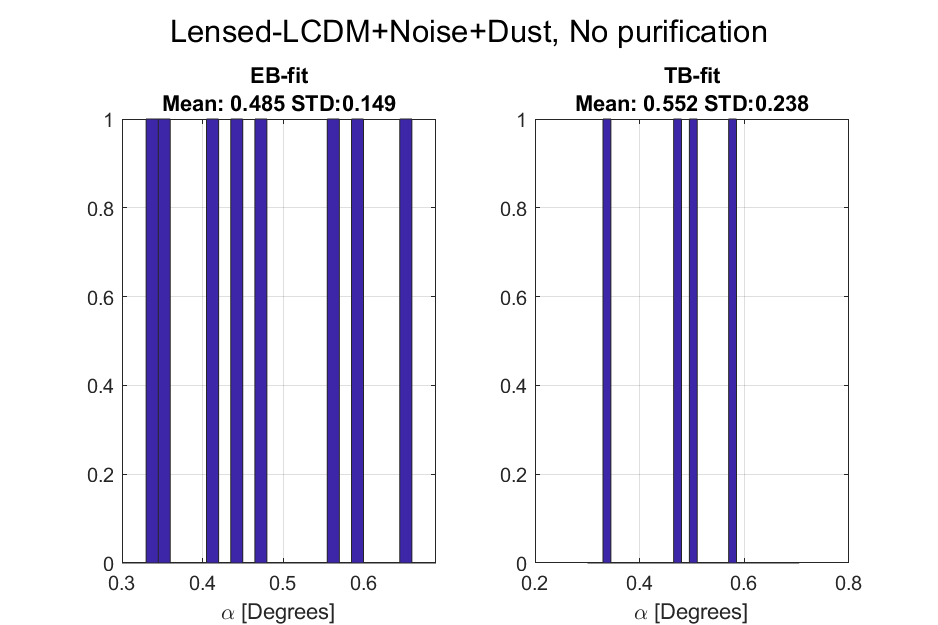 Lensed-LCDM+Noise+Dust, No purification
EB-fit
Mean: 0.485 STD:0.149
1
0.8
0.6
0.4
0.2
0
0.3
0.4
0.5
0.6
α [Degrees]
TB-fit
Mean: 0.552 STD:0.238
1
0.8
0.6
0.4
0.2
0
0.2
0.4
0.6
0.8
α [Degrees]